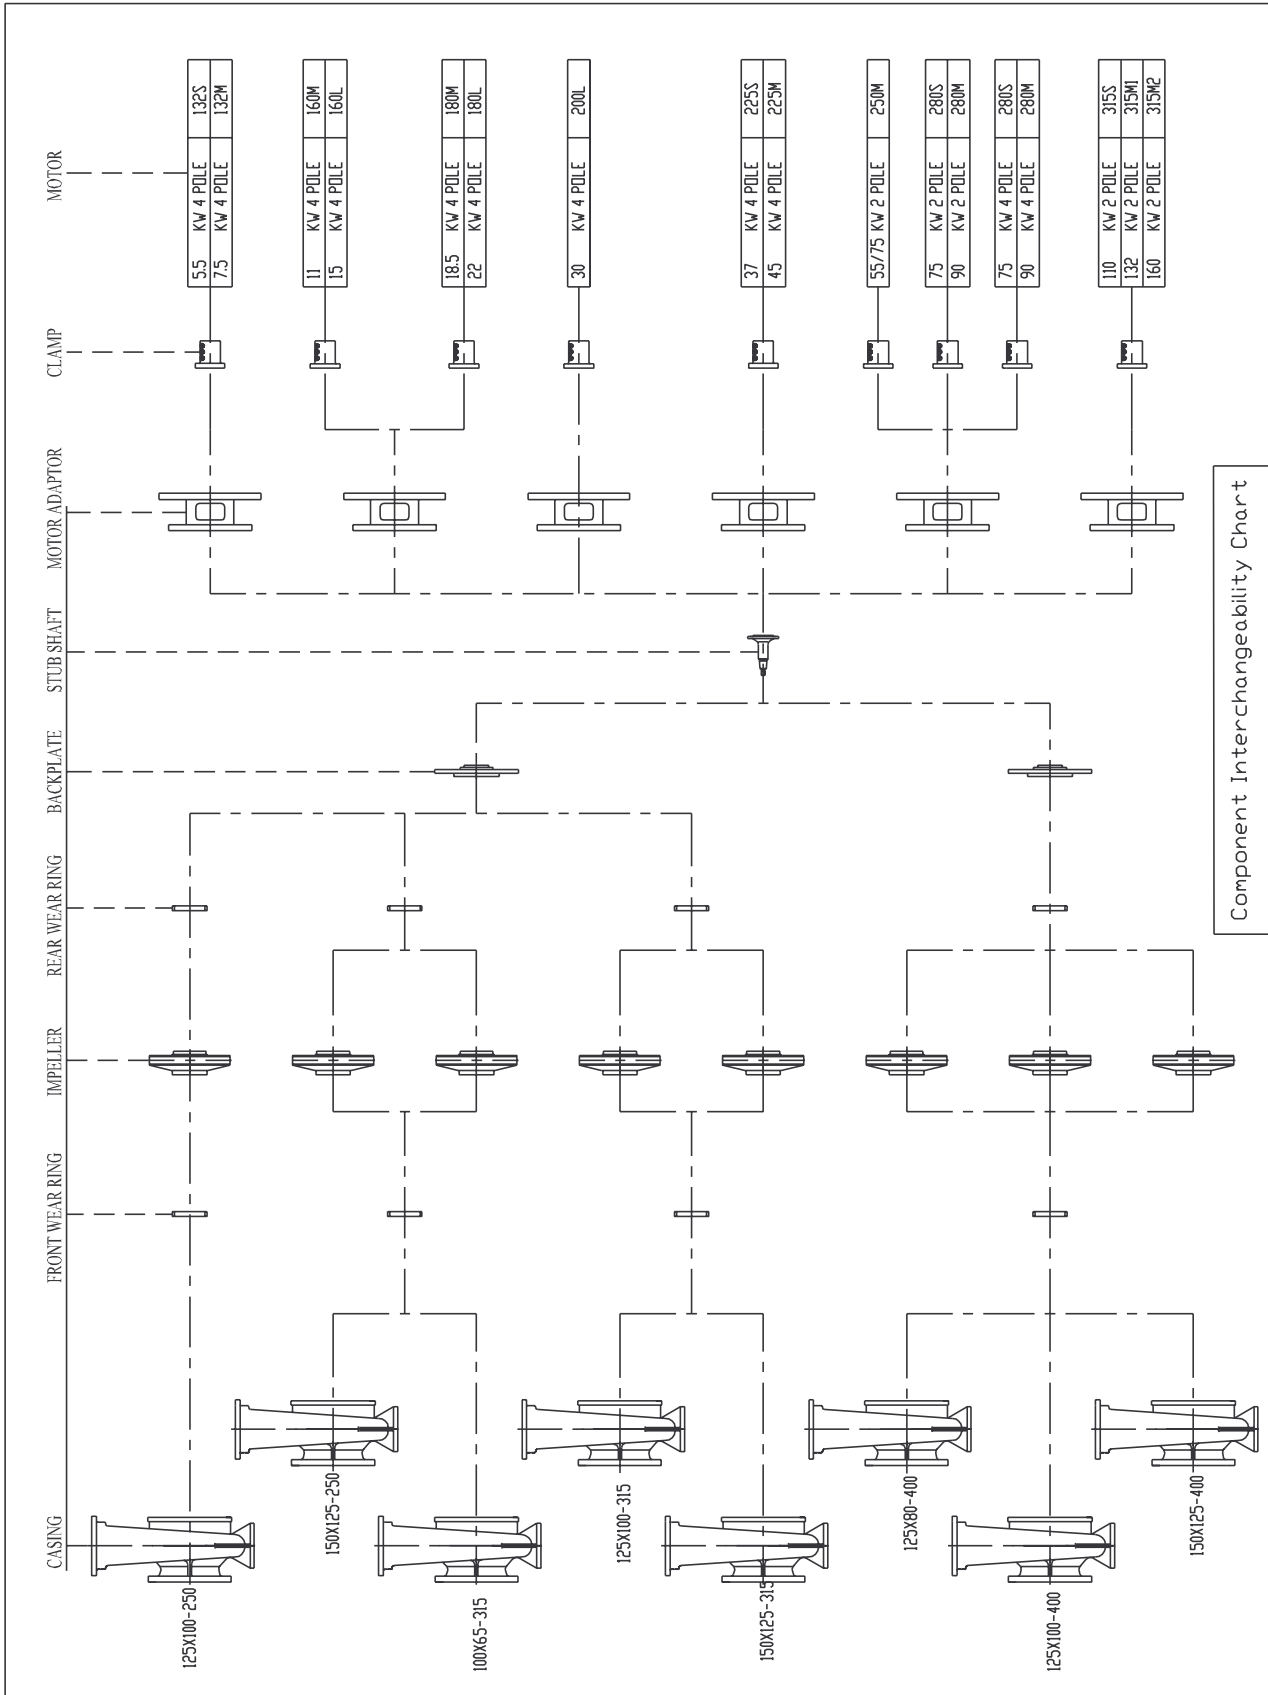 CASING
FRONT WEAR RING
IMPELLER
REAR WEAR RING
BACKPLATE
STUB SHAFT
MOTOR ADAPTOR
CLAMP
MOTOR
5.5 KW 4 POLE 132S
7.5 KW 4 POLE 132M
11 KW 4 POLE 160M
15 KW 4 POLE 160L
18.5 KW 4 POLE 180M
22 KW 4 POLE 180L
30 KW 4 POLE 200L
37 KW 4 POLE 225S
45 KW 4 POLE 225M
55/75 KW 2 POLE 250M
75 KW 2 POLE 280S
90 KW 2 POLE 280M
75 KW 4 POLE 280S
90 KW 4 POLE 280M
110 KW 2 POLE 315S
132 KW 2 POLE 315M1
160 KW 2 POLE 315M2
125X100-250
150X125-250
100X65-315
125X100-315
150X125-315
125X80-400
125X100-400
150X125-400
Component Interchangeability Chart